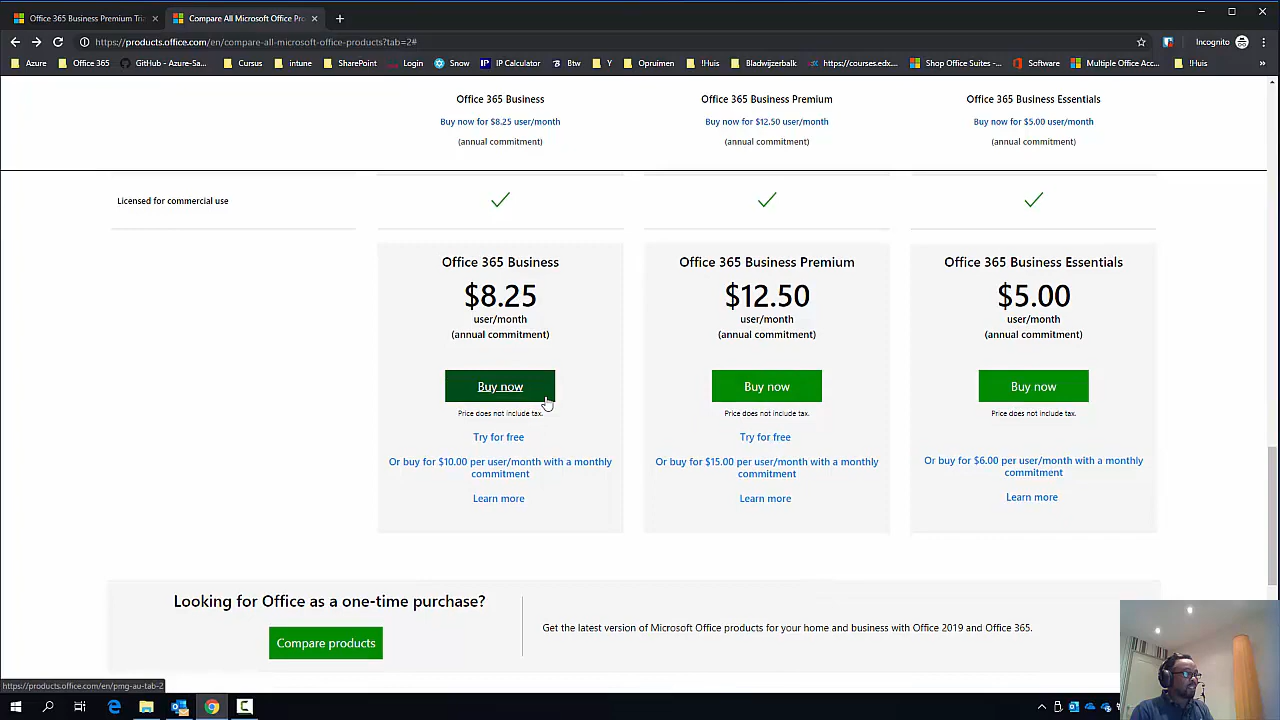 Office 365 Business Premium Tria
Compare All Microsoft Office Pro
https://products.office.com/en/compare-all-microsoft-office-products?tab=2#
Incognito
Azure
Office 365
GitHub - Azure-Sa...
Cursus
intune
SharePoint
Login
Snow
IP Calculator
Btw
Y
Opruimen
!Huis
Bladwijzerbalk
https://courses.edx...
Shop Office Suites -...
Software
Multiple Office Acc...
!Huis
Office 365 Business
Office 365 Business Premium
Office 365 Business Essentials
Buy now for $8.25 user/month
Buy now for $12.50 user/month
Buy now for $5.00 user/month
(annual commitment)
(annual commitment)
(annual commitment)
Licensed for commercial use
Office 365 Business
$8.25
user/month
(annual commitment)
Buy now
Price does not include tax.
Try for free
Or buy for $10.00 per user/month with a monthly
commitment
Learn more
Office 365 Business Premium
$12.50
user/month
(annual commitment)
Buy now
Price does not include tax.
Try for free
Or buy for $15.00 per user/month with a monthly
commitment
Learn more
Office 365 Business Essentials
$5.00
user/month
(annual commitment)
Buy now
Price does not include tax.
Or buy for $6.00 per user/month with a monthly
commitment
Learn more
Looking for Office as a one-time purchase?
Compare products
Get the latest version of Microsoft Office products for your home and business with Office 2019 and Office 365.
https://products.office.com/en/pmg-au-tab-2